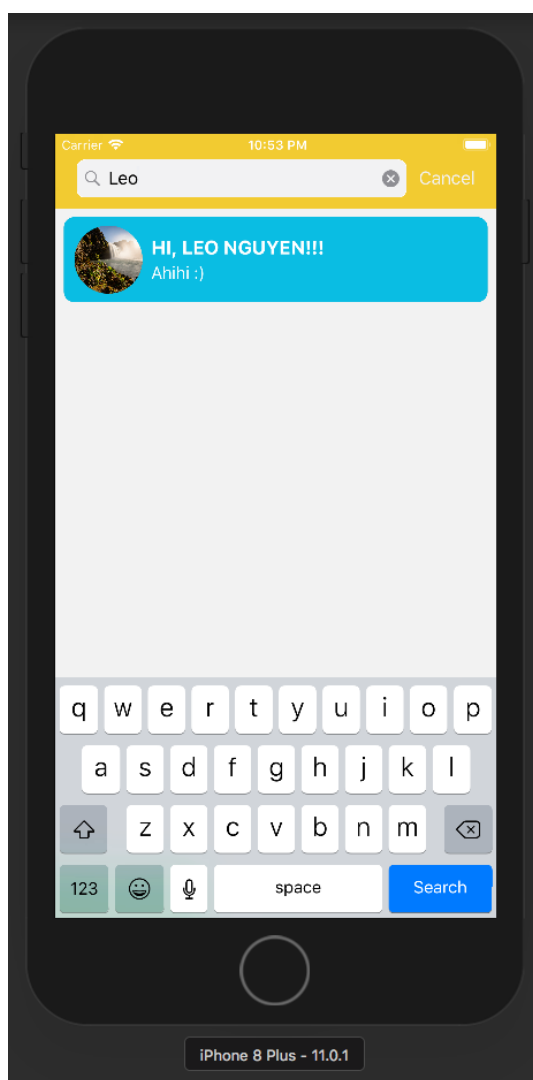 Carrier 10:53 PM
Leo Cancel
HI, LEO NGUYEN!!!
Ahihi :)
q w e r t y u i o p
a s d f g h j k l
z x c v b n m
123 space Search
iPhone 8 Plus - 11.0.1